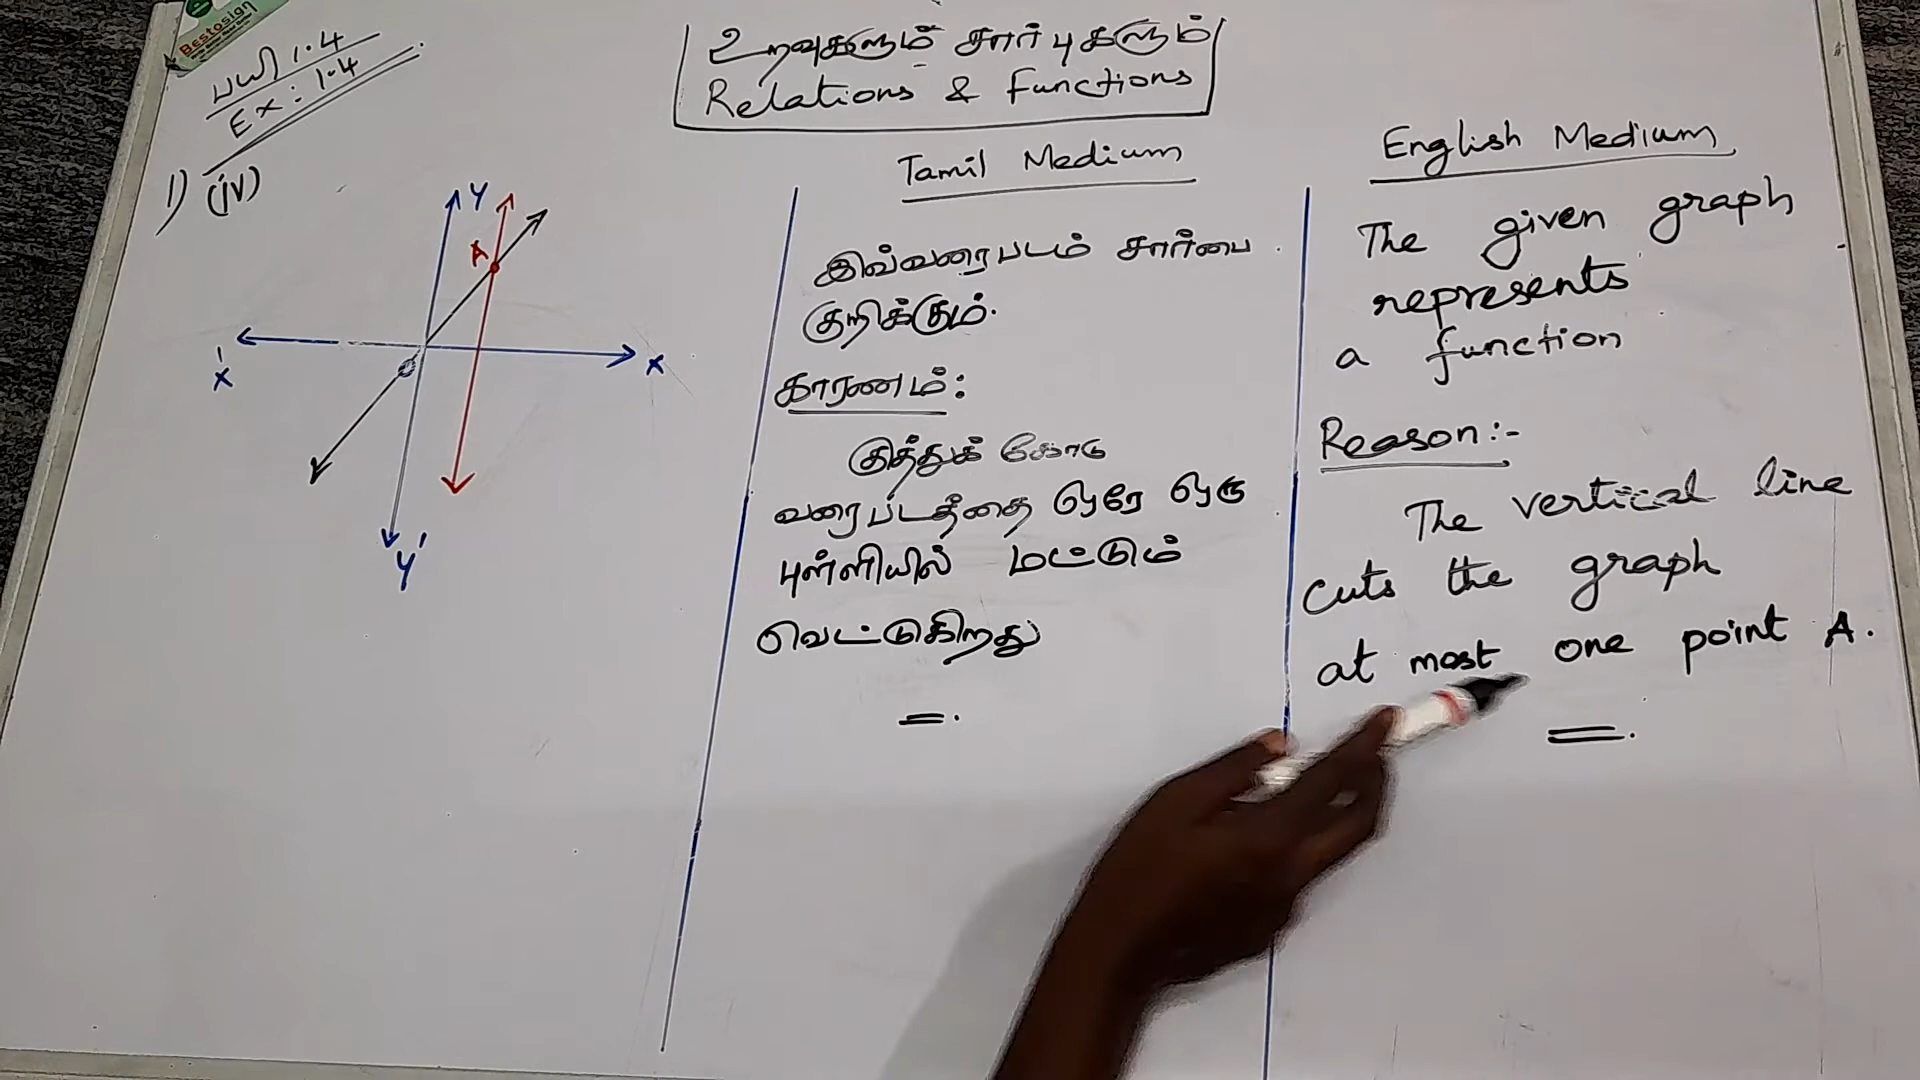 Bestosign
பயி 1.4
Ex: 1.4
1) (iv)
உறவுகளும் சார்புகளும்
Relations & Functions
Y
A
X'
X
Y'
Tamil Medium
இவ்வரைபடம் சார்பை
குறிக்கும்.
காரணம்:
குத்துக் கோடு
வரைப்டத்தை ஒரே ஒரு
புள்ளியில் மட்டும்
வெட்டுகிறது
English Medium
The given graph
represents
a function
Reason:-
The vertical line
cuts the graph
at most one point A.